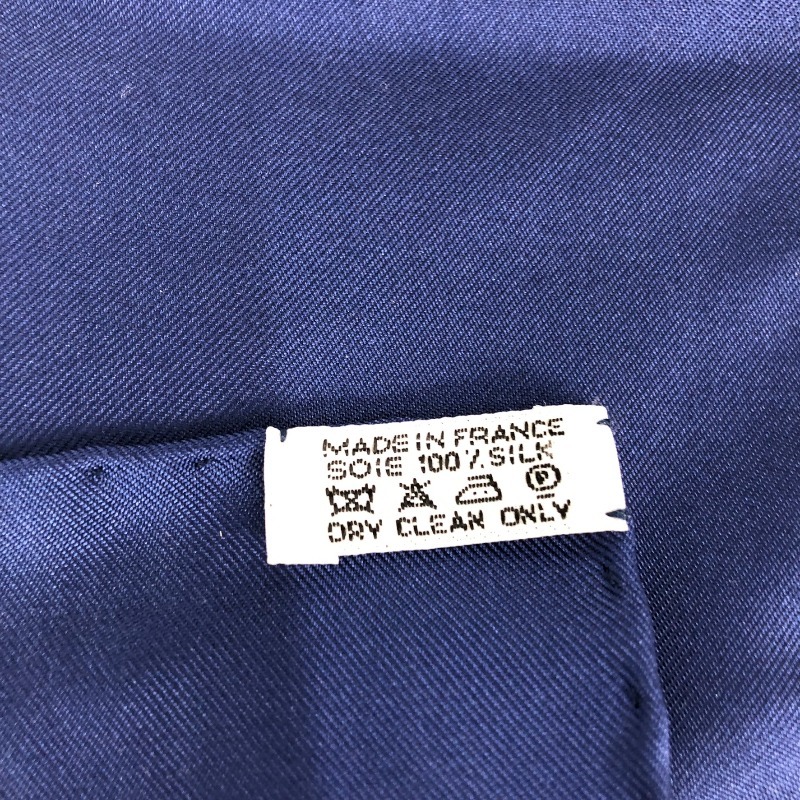 MADE IN FRANCE
SOIE 100% SILK
P
DRY CLEAN ONLY